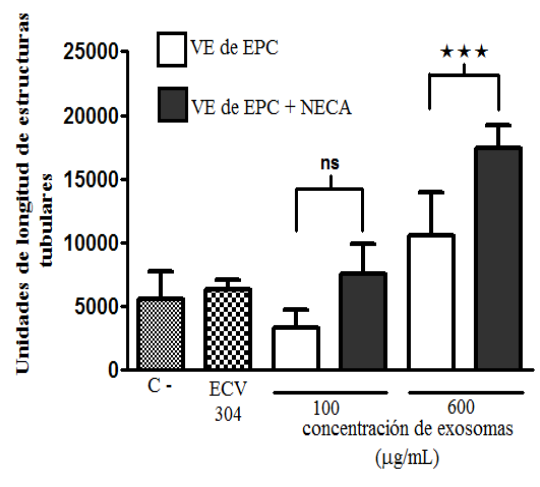 Unidades de longitud de estructuras
tubulares
25000
20000
15000
10000
5000
0
VE de EPC
VE de EPC + NECA
ns
★★★
C -
ECV
304
100
600
concentración de exosomas
(µg/mL)